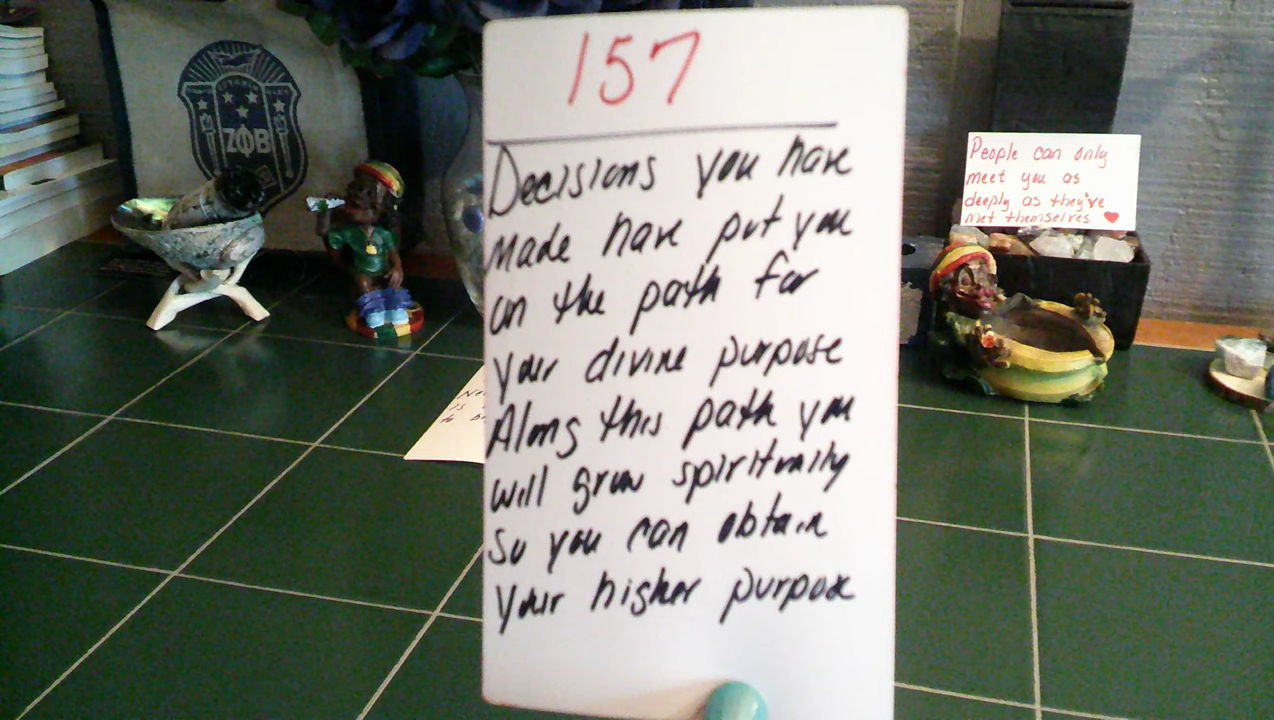 157
Decisions you have
made have put you
on the path for
your divine purpose
Along this path you
will grow spiritually
so you can obtain
your higher purpose
People can only
meet you as
deeply as they've
met themselves
ΖΦΒ